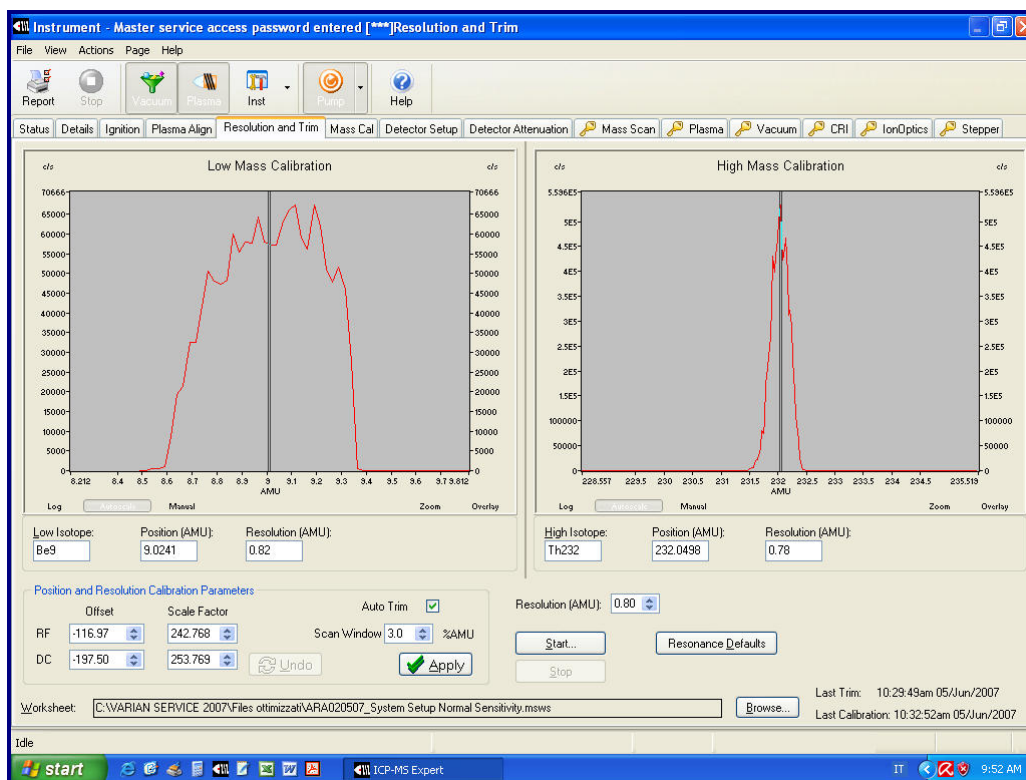 Instrument - Master service access password entered [***]Resolution and Trim
File View Actions Page Help
Report Stop Vacuum Plasma Inst Pump Help
Status Details Ignition Plasma Align Resolution and Trim Mass Cal Detector Setup Detector Attenuation Mass Scan Plasma Vacuum CRI IonOptics Stepper
c/s Low Mass Calibration c/s
70666 70666
65000 65000
60000 60000
55000 55000
50000 50000
45000 45000
40000 40000
35000 35000
30000 30000
25000 25000
20000 20000
15000 15000
10000 10000
5000 5000
0 0
8.212 8.4 8.5 8.6 8.7 8.8 8.9 9 9.1 9.2 9.3 9.4 9.5 9.6 9.7 9.812
AMU
Log Autoscale Manual Zoom Overlay
c/s High Mass Calibration c/s
5.596E5 5.596E5
5E5 5E5
4.5E5 4.5E5
4E5 4E5
3.5E5 3.5E5
3E5 3E5
2.5E5 2.5E5
2E5 2E5
1.5E5 1.5E5
100000 100000
50000 50000
0 0
228.557 229.5 230 230.5 231 231.5 232 232.5 233 233.5 234 234.5 235.519
AMU
Log Autoscale Manual Zoom Overlay
Low Isotope: Position (AMU): Resolution (AMU):
Be9 9.0241 0.82
High Isotope: Position (AMU): Resolution (AMU):
Th232 232.0498 0.78
Position and Resolution Calibration Parameters
Offset Scale Factor Auto Trim
RF -116.97 242.768 Scan Window 3.0 %AMU
DC -197.50 253.769 Undo Apply
Resolution (AMU): 0.80
Start... Resonance Defaults
Stop
Worksheet: C:\VARIAN SERVICE 2007\Files ottimizzati\ARA020507_System Setup Normal Sensitivity.msws Browse...
Last Trim: 10:29:49am 05/Jun/2007
Last Calibration: 10:32:52am 05/Jun/2007
Idle
start ICP-MS Expert IT 9:52 AM